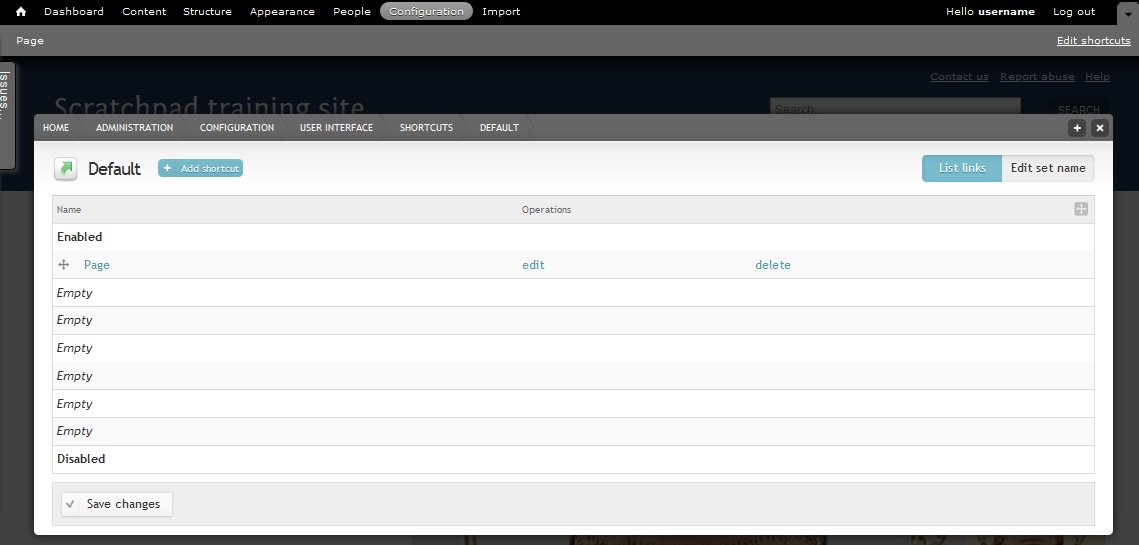 Dashboard Content Structure Appearance People Configuration Import Hello username Log out
Page Edit shortcuts
Issues...
Contact us Report abuse Help
Scratchpad training site
Search
SEARCH
HOME ADMINISTRATION CONFIGURATION USER INTERFACE SHORTCUTS DEFAULT
Default + Add shortcut List links Edit set name
Name Operations
Enabled
Page edit delete
Empty
Empty
Empty
Empty
Empty
Empty
Disabled
Save changes